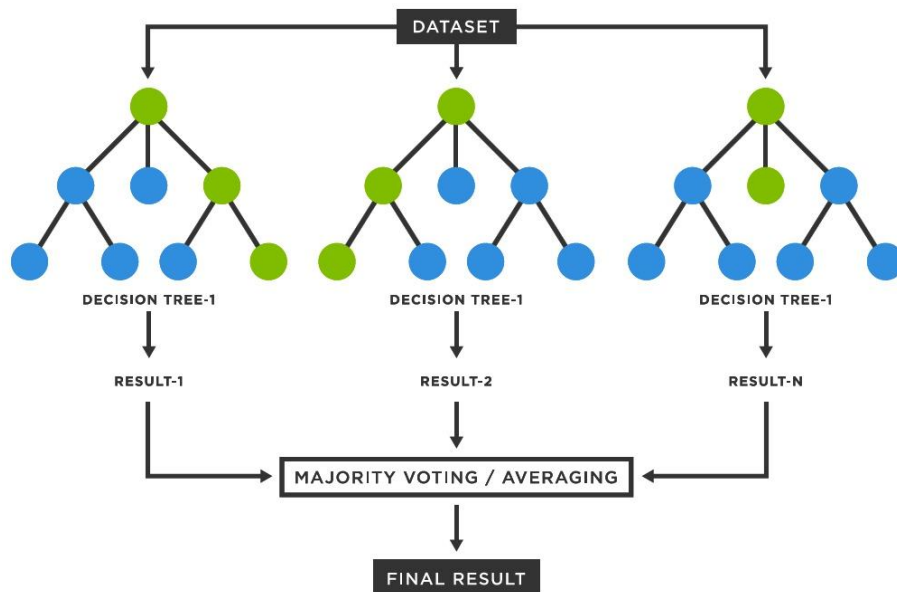 DATASET
DECISION TREE-1
DECISION TREE-1
DECISION TREE-1
RESULT-1
RESULT-2
RESULT-N
MAJORITY VOTING / AVERAGING
FINAL RESULT